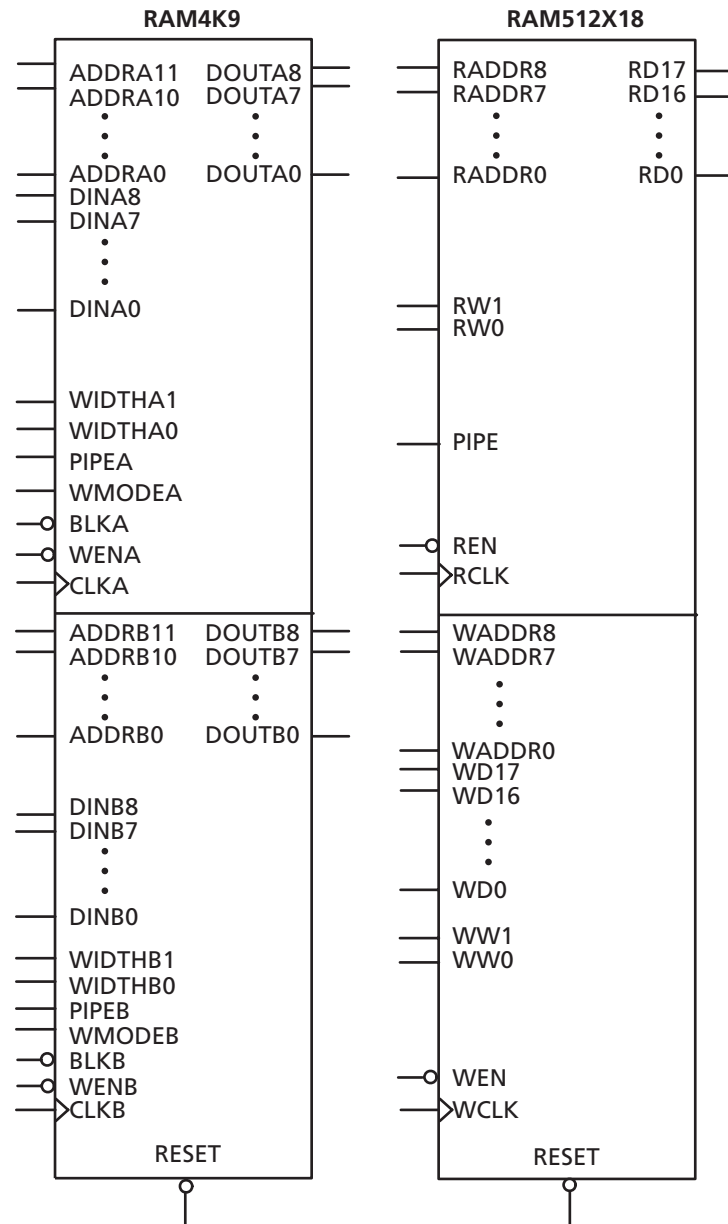 RAM4K9
ADDRA11 DOUTA8
ADDRA10 DOUTA7
ADDRA0 DOUTA0
DINA8
DINA7
DINA0
WIDTHA1
WIDTHA0
PIPEA
WMODEA
BLKA
WENA
CLKA
ADDRB11 DOUTB8
ADDRB10 DOUTB7
ADDRB0 DOUTB0
DINB8
DINB7
DINB0
WIDTHB1
WIDTHB0
PIPEB
WMODEB
BLKB
WENB
CLKB
RESET
RAM512X18
RADDR8 RD17
RADDR7 RD16
RADDR0 RD0
RW1
RW0
PIPE
REN
RCLK
WADDR8
WADDR7
WADDR0
WD17
WD16
WD0
WW1
WW0
WEN
WCLK
RESET